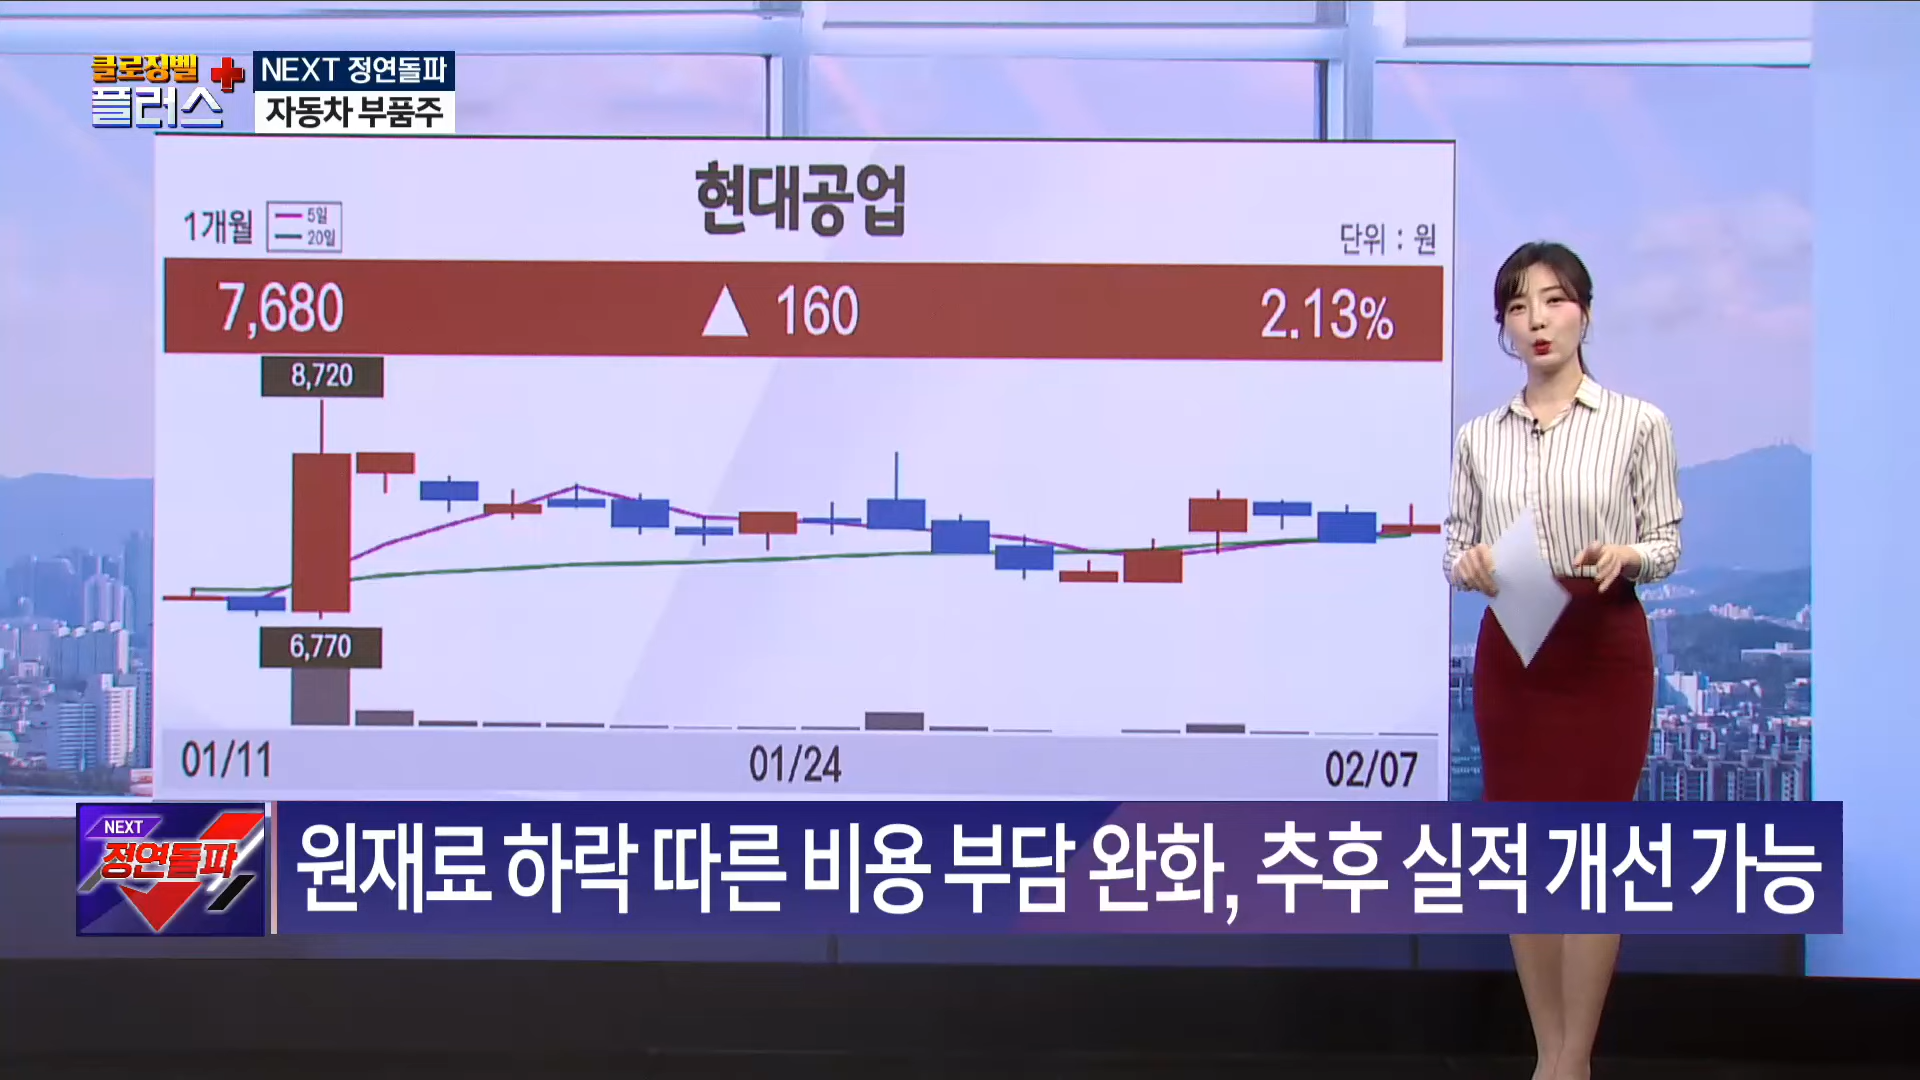 클로징벨
플러스
NEXT 정연돌파
자동차 부품주
현대공업
1개월
5일
20일
단위 : 원
7,680 ▲ 160 2.13%
8,720
6,770
01/11 01/24 02/07
NEXT
정연돌파
원재료 하락 따른 비용 부담 완화, 추후 실적 개선 가능